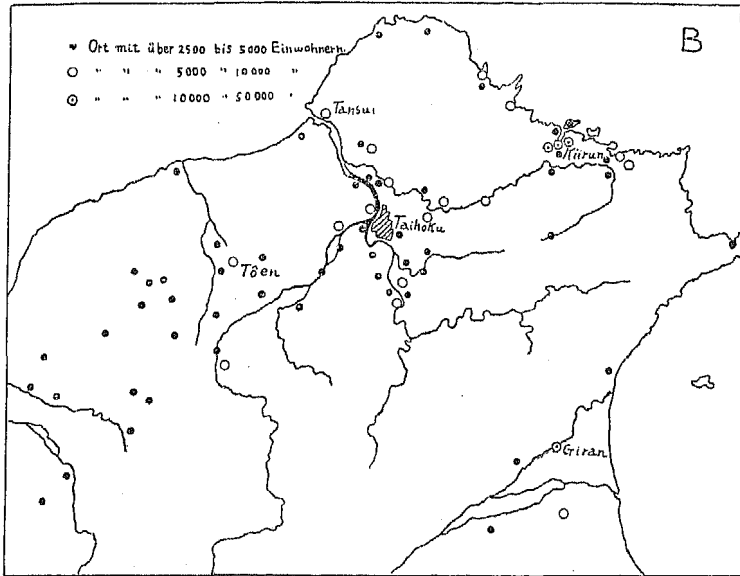 Ort mit über 2500 bis 5000 Einwohnern.
" " " 5000 " 10000 "
" " " 10000 " 50000 "
B
Tansui
Kiirun
Taihoku
Tôen
Giran